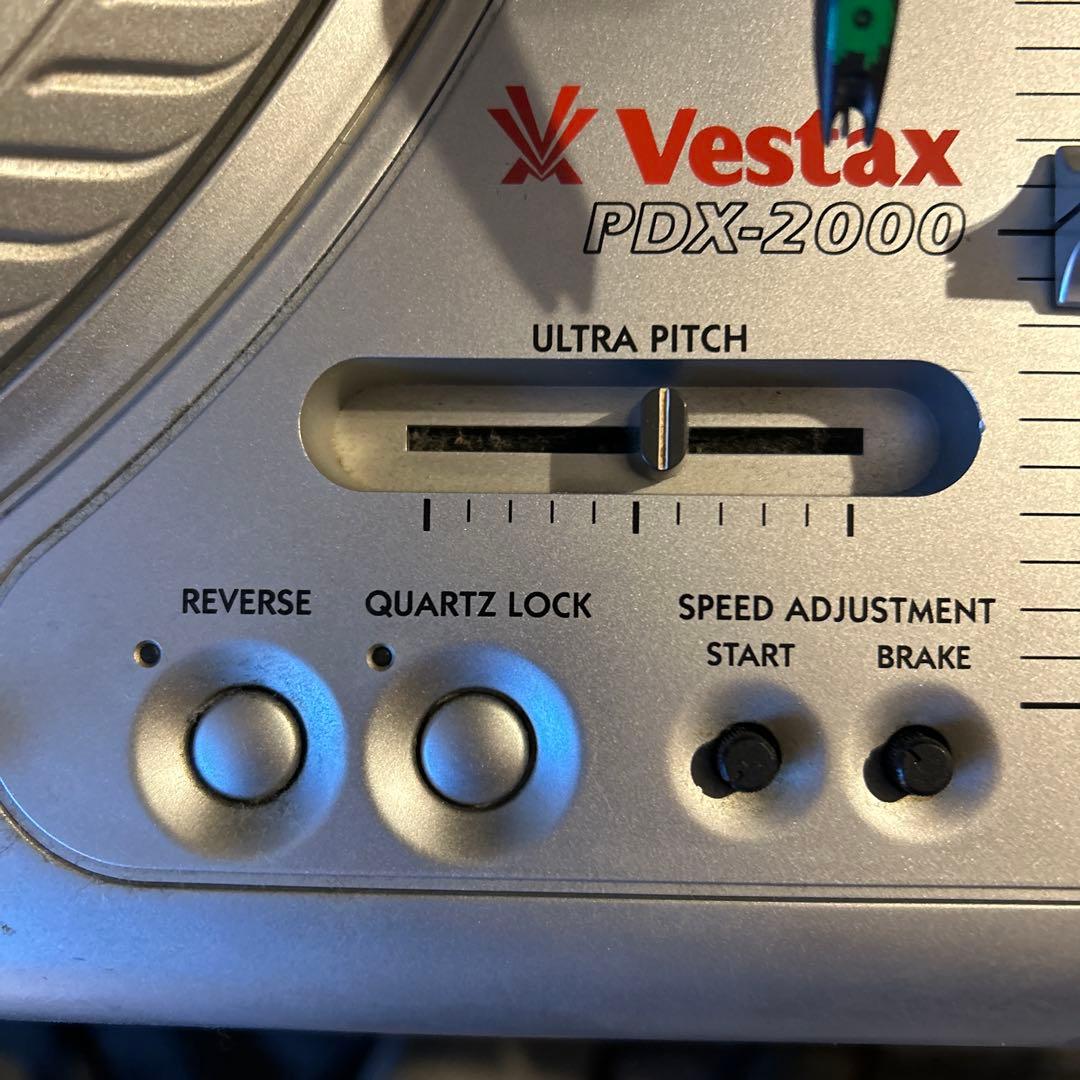 Vestax
PDX-2000
ULTRA PITCH
REVERSE
QUARTZ LOCK
SPEED ADJUSTMENT
START
BRAKE